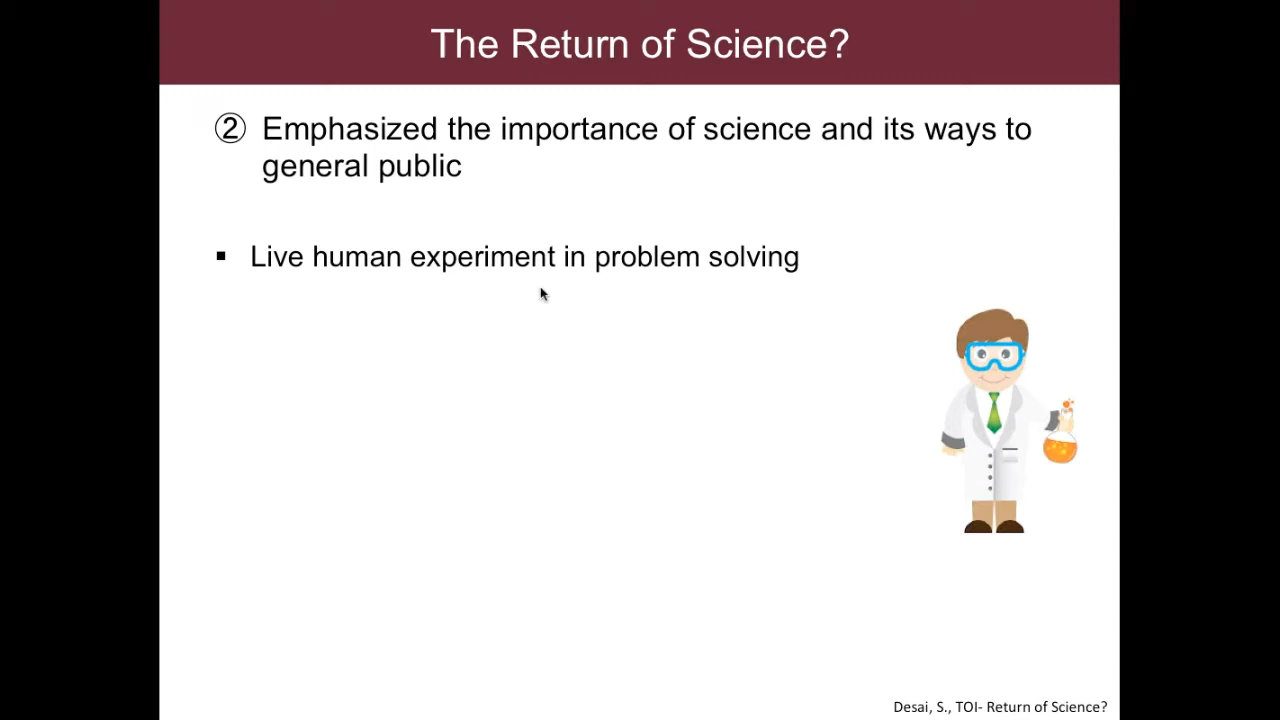 The Return of Science?
② Emphasized the importance of science and its ways to
general public
▪ Live human experiment in problem solving
Desai, S., TOI- Return of Science?